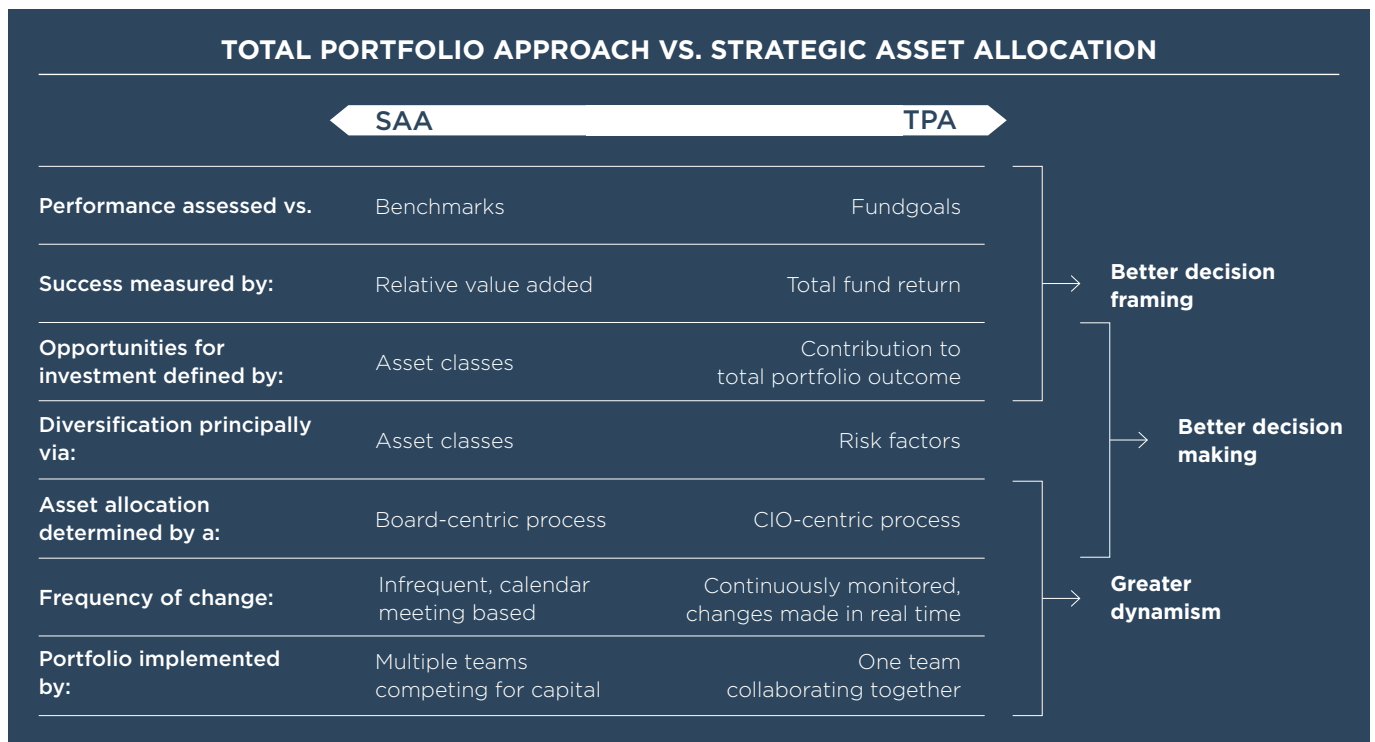 TOTAL PORTFOLIO APPROACH VS. STRATEGIC ASSET ALLOCATION
SAA TPA
Performance assessed vs. Benchmarks Fundgoals
Success measured by: Relative value added Total fund return
Better decision
framing
Opportunities for
investment defined by:
Asset classes
Contribution to
total portfolio outcome
Diversification principally
via:
Asset classes
Risk factors
Better decision
making
Asset allocation
determined by a:
Board-centric process
CIO-centric process
Frequency of change:
Infrequent, calendar
meeting based
Continuously monitored,
changes made in real time
Greater
dynamism
Portfolio implemented
by:
Multiple teams
competing for capital
One team
collaborating together